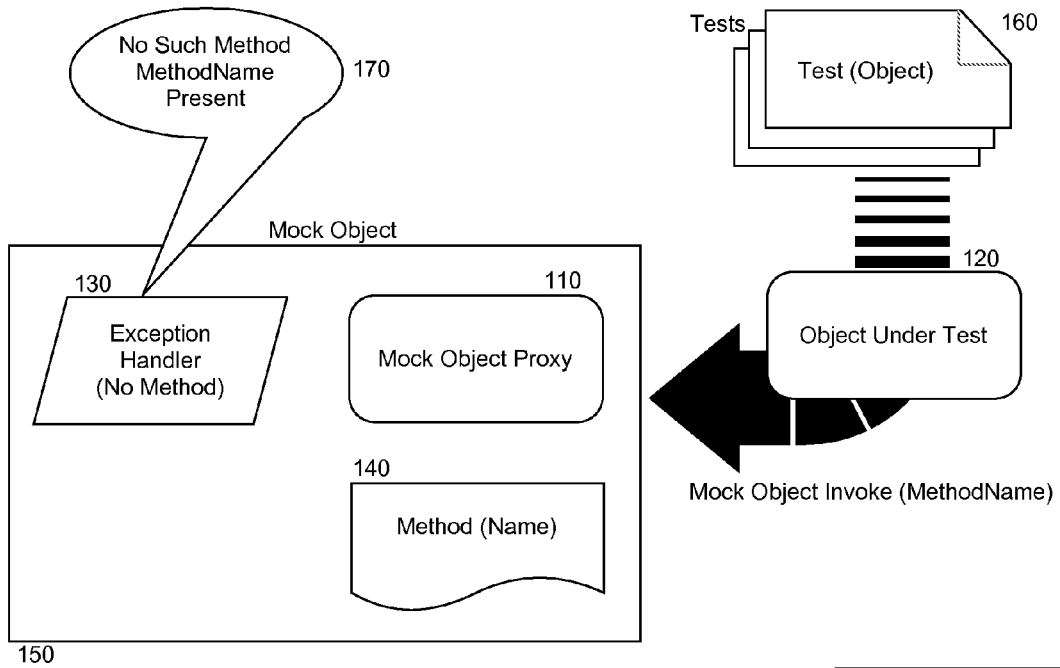 No Such Method
MethodName
Present
170
Tests
160
Test (Object)
Mock Object
120
Object Under Test
130
Exception
Handler
(No Method)
110
Mock Object Proxy
140
Method (Name)
Mock Object Invoke (MethodName)
150